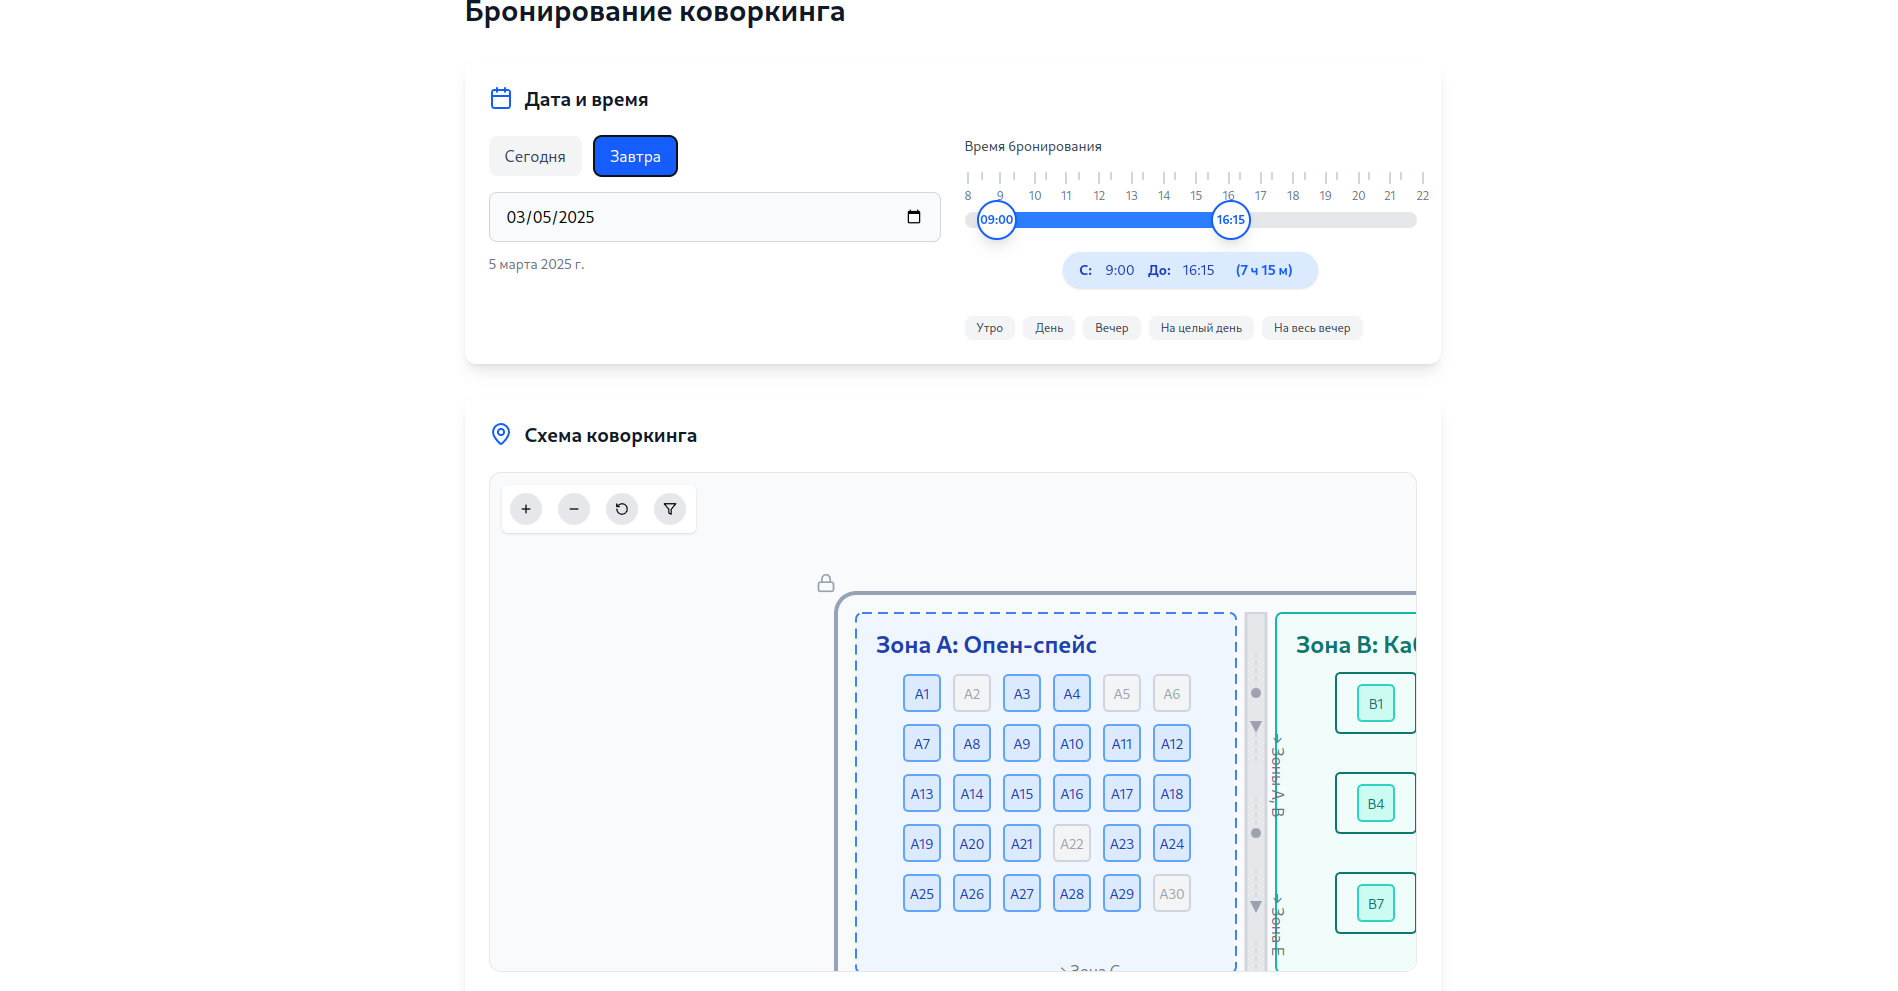 Бронирование коворкинга
Дата и время
Сегодня Завтра
03/05/2025
5 марта 2025 г.
Время бронирования
8 9 10 11 12 13 14 15 16 17 18 19 20 21 22
09:00 16:15
С: 9:00 До: 16:15 (7 ч 15 м)
Утро День Вечер На целый день На весь вечер
Схема коворкинга
Зона A: Опен-спейс
A1 A2 A3 A4 A5 A6
A7 A8 A9 A10 A11 A12
A13 A14 A15 A16 A17 A18
A19 A20 A21 A22 A23 A24
A25 A26 A27 A28 A29 A30
→ Зона C
→ Зоны A, B
→ Зона E
Зона B: Ка
B1
B4
B7